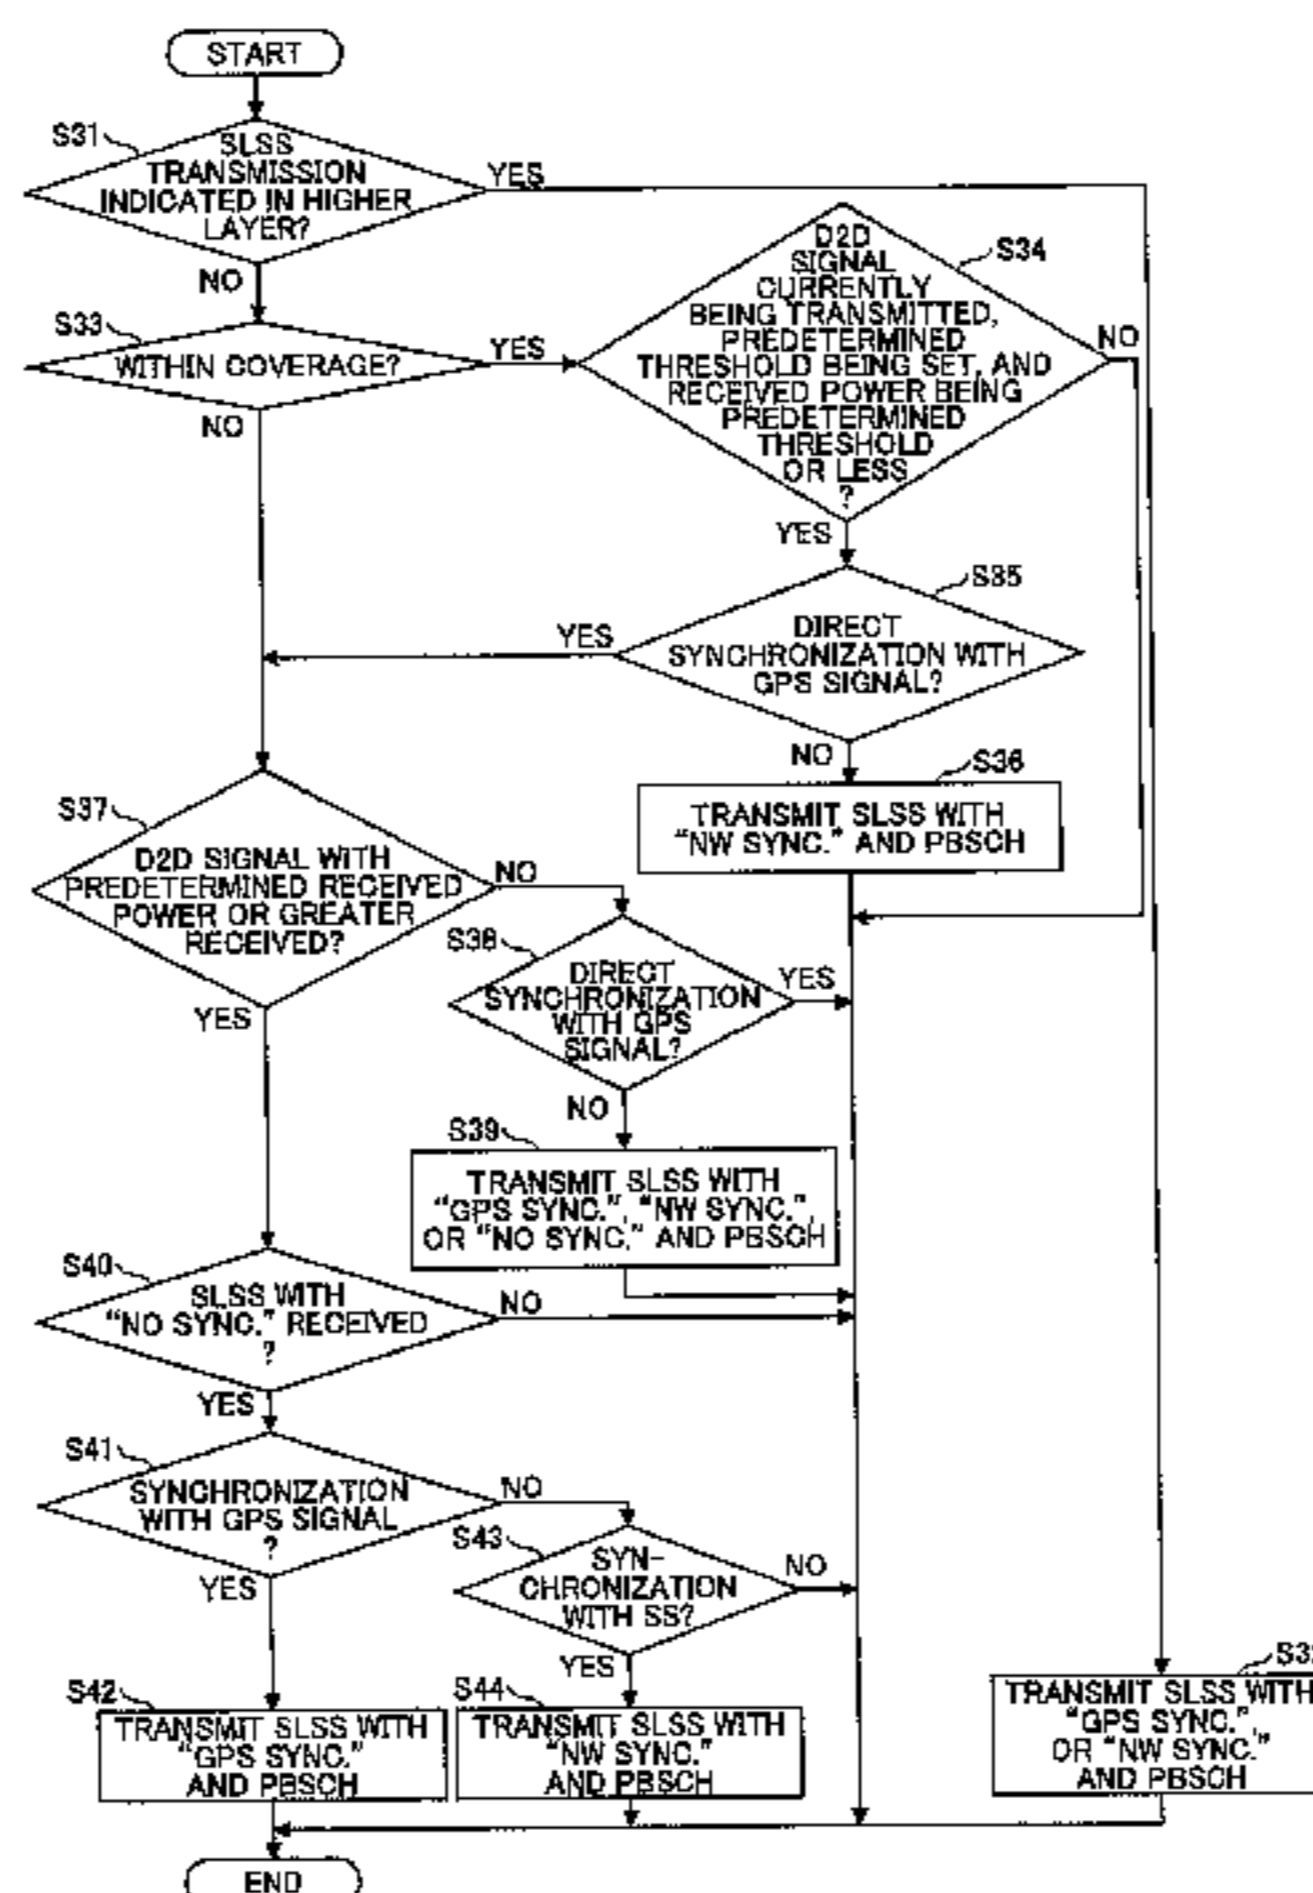 START
S31
SLSS
TRANSMISSION
INDICATED IN HIGHER
LAYER?
YES
NO
S33
WITHIN COVERAGE?
YES
NO
S34
D2D
SIGNAL
CURRENTLY
BEING TRANSMITTED,
PREDETERMINED
THRESHOLD BEING SET, AND
RECEIVED POWER BEING
PREDETERMINED
THRESHOLD
OR LESS
?
NO
YES
S35
DIRECT
SYNCHRONIZATION WITH
GPS SIGNAL?
YES
NO
S36
TRANSMIT SLSS WITH
"NW SYNC." AND PBSCH
S37
D2D SIGNAL WITH
PREDETERMINED RECEIVED
POWER OR GREATER
RECEIVED?
NO
YES
S38
DIRECT
SYNCHRONIZATION
WITH GPS
SIGNAL?
YES
NO
S39
TRANSMIT SLSS WITH
"GPS SYNC.", "NW SYNC.",
OR "NO SYNC." AND PBSCH
S40
SLSS WITH
"NO SYNC." RECEIVED
?
NO
YES
S41
SYNCHRONIZATION
WITH GPS SIGNAL
?
NO
YES
S43
SYN-
CHRONIZATION
WITH SS?
NO
YES
S42
TRANSMIT SLSS WITH
"GPS SYNC."
AND PBSCH
S44
TRANSMIT SLSS WITH
"NW SYNC."
AND PBSCH
TRANSMIT SLSS WITH
"GPS SYNC."
OR "NW SYNC."
AND PBSCH
END